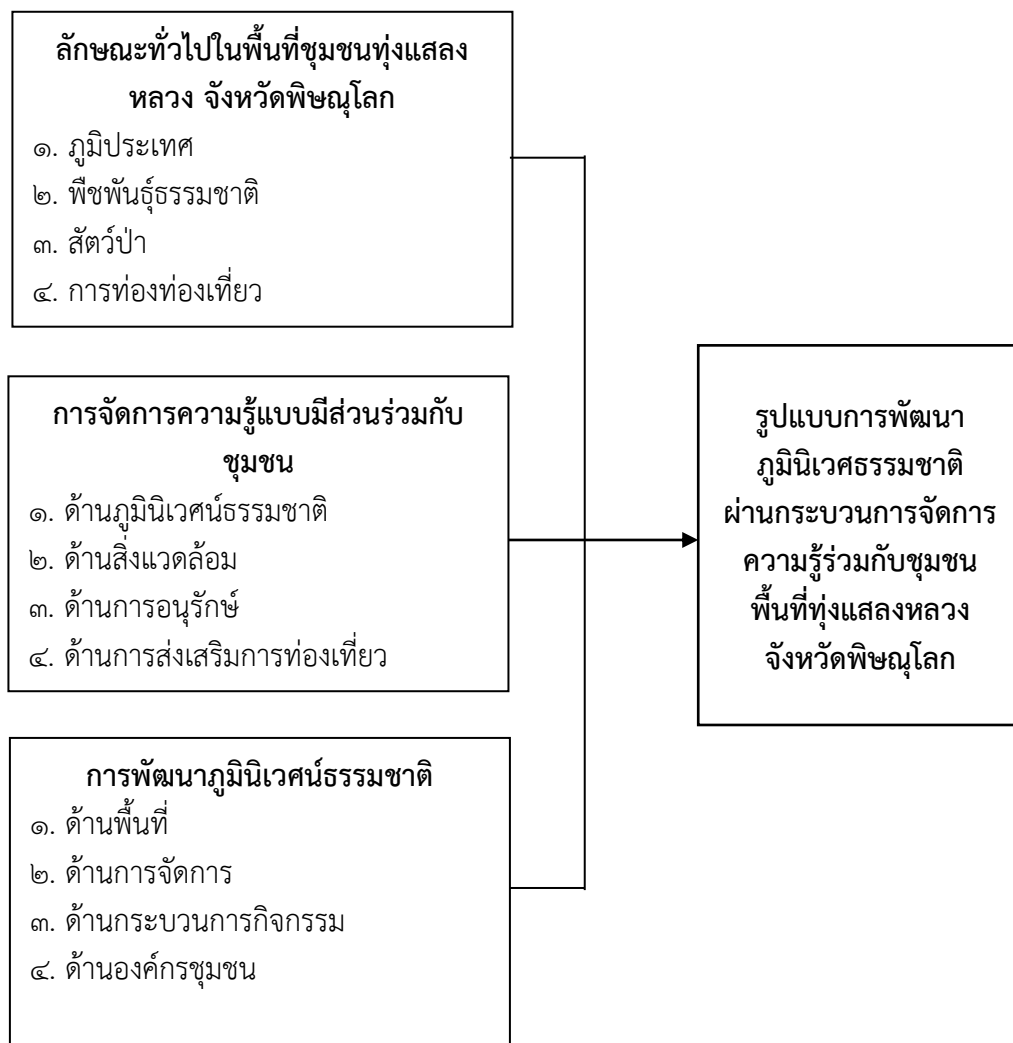 ลักษณะทั่วไปในพื้นที่ชุมชนทุ่งแสลง
หลวง จังหวัดพิษณุโลก
๑. ภูมิประเทศ
๒. พืชพันธุ์ธรรมชาติ
๓. สัตว์ป่า
๔. การท่องท่องเที่ยว
การจัดการความรู้แบบมีส่วนร่วมกับ
ชุมชน
๑. ด้านภูมินิเวศน์ธรรมชาติ
๒. ด้านสิ่งแวดล้อม
๓. ด้านการอนุรักษ์
๔. ด้านการส่งเสริมการท่องเที่ยว
การพัฒนาภูมินิเวศน์ธรรมชาติ
๑. ด้านพื้นที่
๒. ด้านการจัดการ
๓. ด้านกระบวนการกิจกรรม
๔. ด้านองค์กรชุมชน
รูปแบบการพัฒนา
ภูมินิเวศธรรมชาติ
ผ่านกระบวนการจัดการ
ความรู้ร่วมกับชุมชน
พื้นที่ทุ่งแสลงหลวง
จังหวัดพิษณุโลก